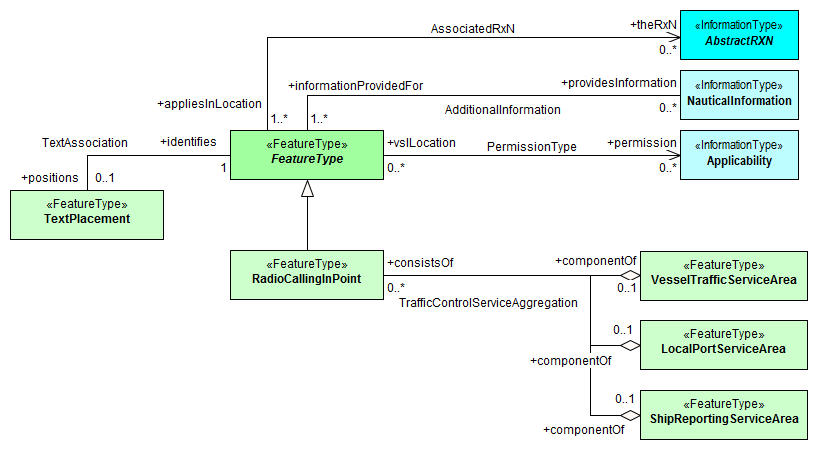 AssociatedRxN
+theRxN
0..*
«InformationType»
AbstractRXN
+appliesInLocation
1..*
+informationProvidedFor
1..*
AdditionalInformation
+providesInformation
0..*
«InformationType»
NauticalInformation
TextAssociation
+identifies
1
+positions
0..1
«FeatureType»
FeatureType
+vslLocation
0..*
PermissionType
+permission
0..*
«InformationType»
Applicability
«FeatureType»
TextPlacement
«FeatureType»
RadioCallingInPoint
+consistsOf
0..*
TrafficControlServiceAggregation
+componentOf
0..1
«FeatureType»
VesselTrafficServiceArea
0..1
+componentOf
«FeatureType»
LocalPortServiceArea
0..1
+componentOf
«FeatureType»
ShipReportingServiceArea